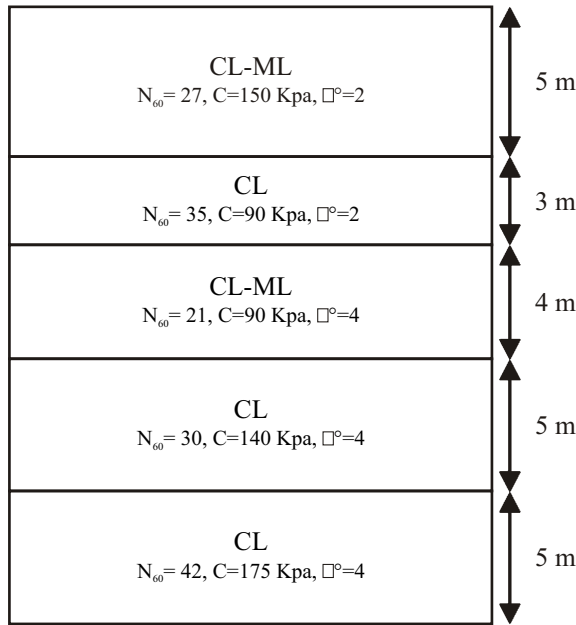 CL-ML
N₆₀= 27, C=150 Kpa, □°=2
5 m
CL
N₆₀= 35, C=90 Kpa, □°=2
3 m
CL-ML
N₆₀= 21, C=90 Kpa, □°=4
4 m
CL
N₆₀= 30, C=140 Kpa, □°=4
5 m
CL
N₆₀= 42, C=175 Kpa, □°=4
5 m